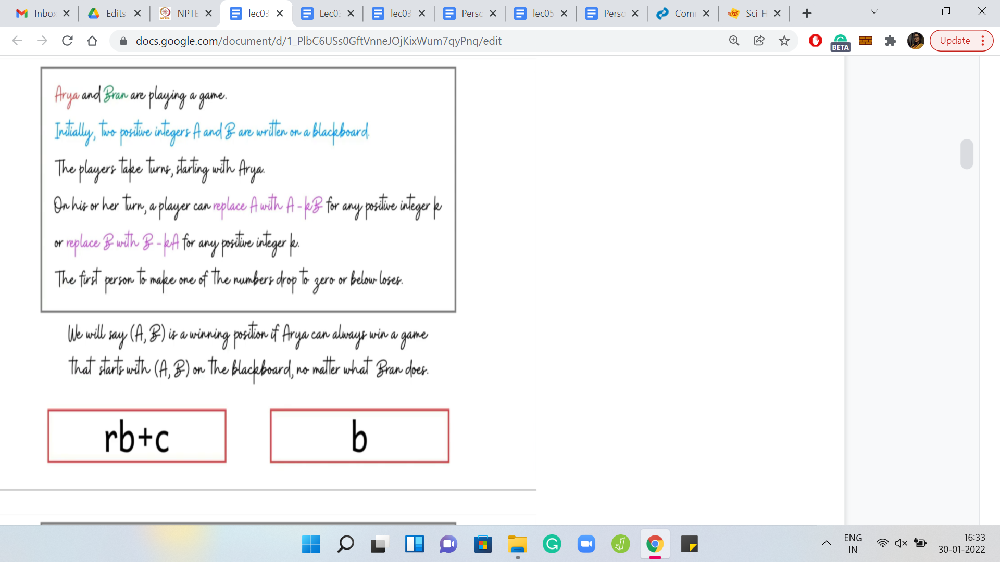 Inbox
Edits
NPTE
lec03
Lec03
lec03
Perso
lec05
Perso
Com
Sci-H
docs.google.com/document/d/1_PlbC6USs0GftVnneJOjKixWum7qyPnq/edit
BETA
Update
Arya and Bran are playing a game.
Initially, two positive integers A and B are written on a blackboard.
The players take turns, starting with Arya.
On his or her turn, a player can replace A with A - kB for any positive integer k
or replace B with B - kA for any positive integer k.
The first person to make one of the numbers drop to zero or below loses.
We will say (A, B) is a winning position if Arya can always win a game
that starts with (A, B) on the blackboard, no matter what Bran does.
rb+c
b
ENG
IN
16:33
30-01-2022